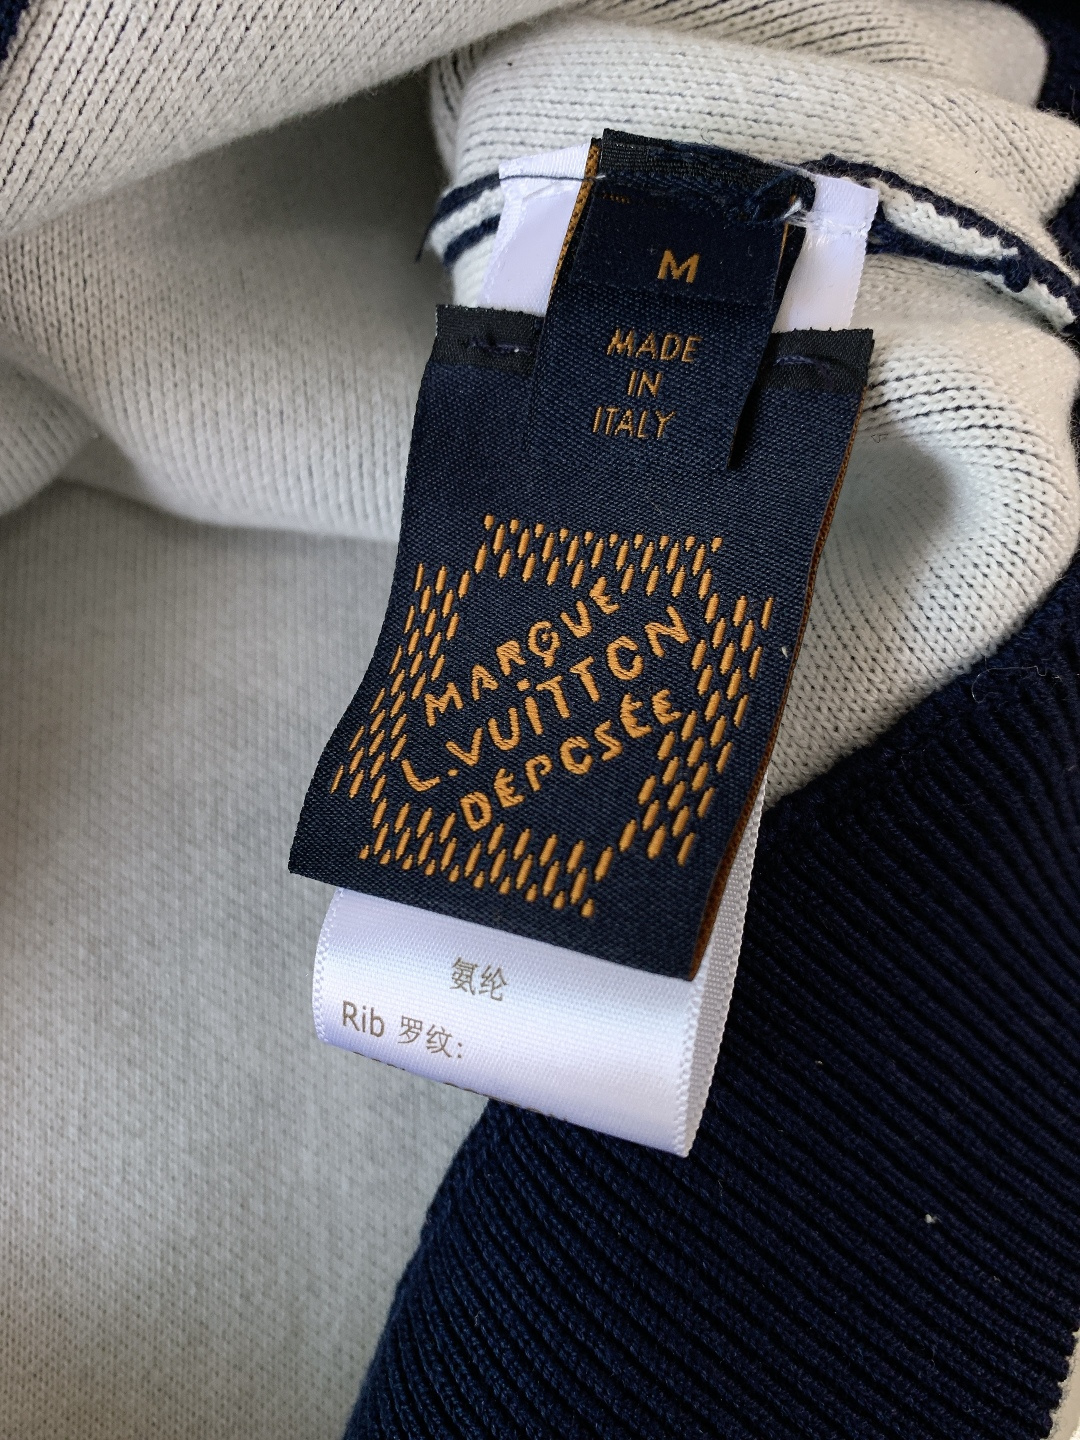 M
MADE
IN
ITALY
MARQUE
L.VUITTON
DÉPOSÉE
氨纶
Rib 罗纹: